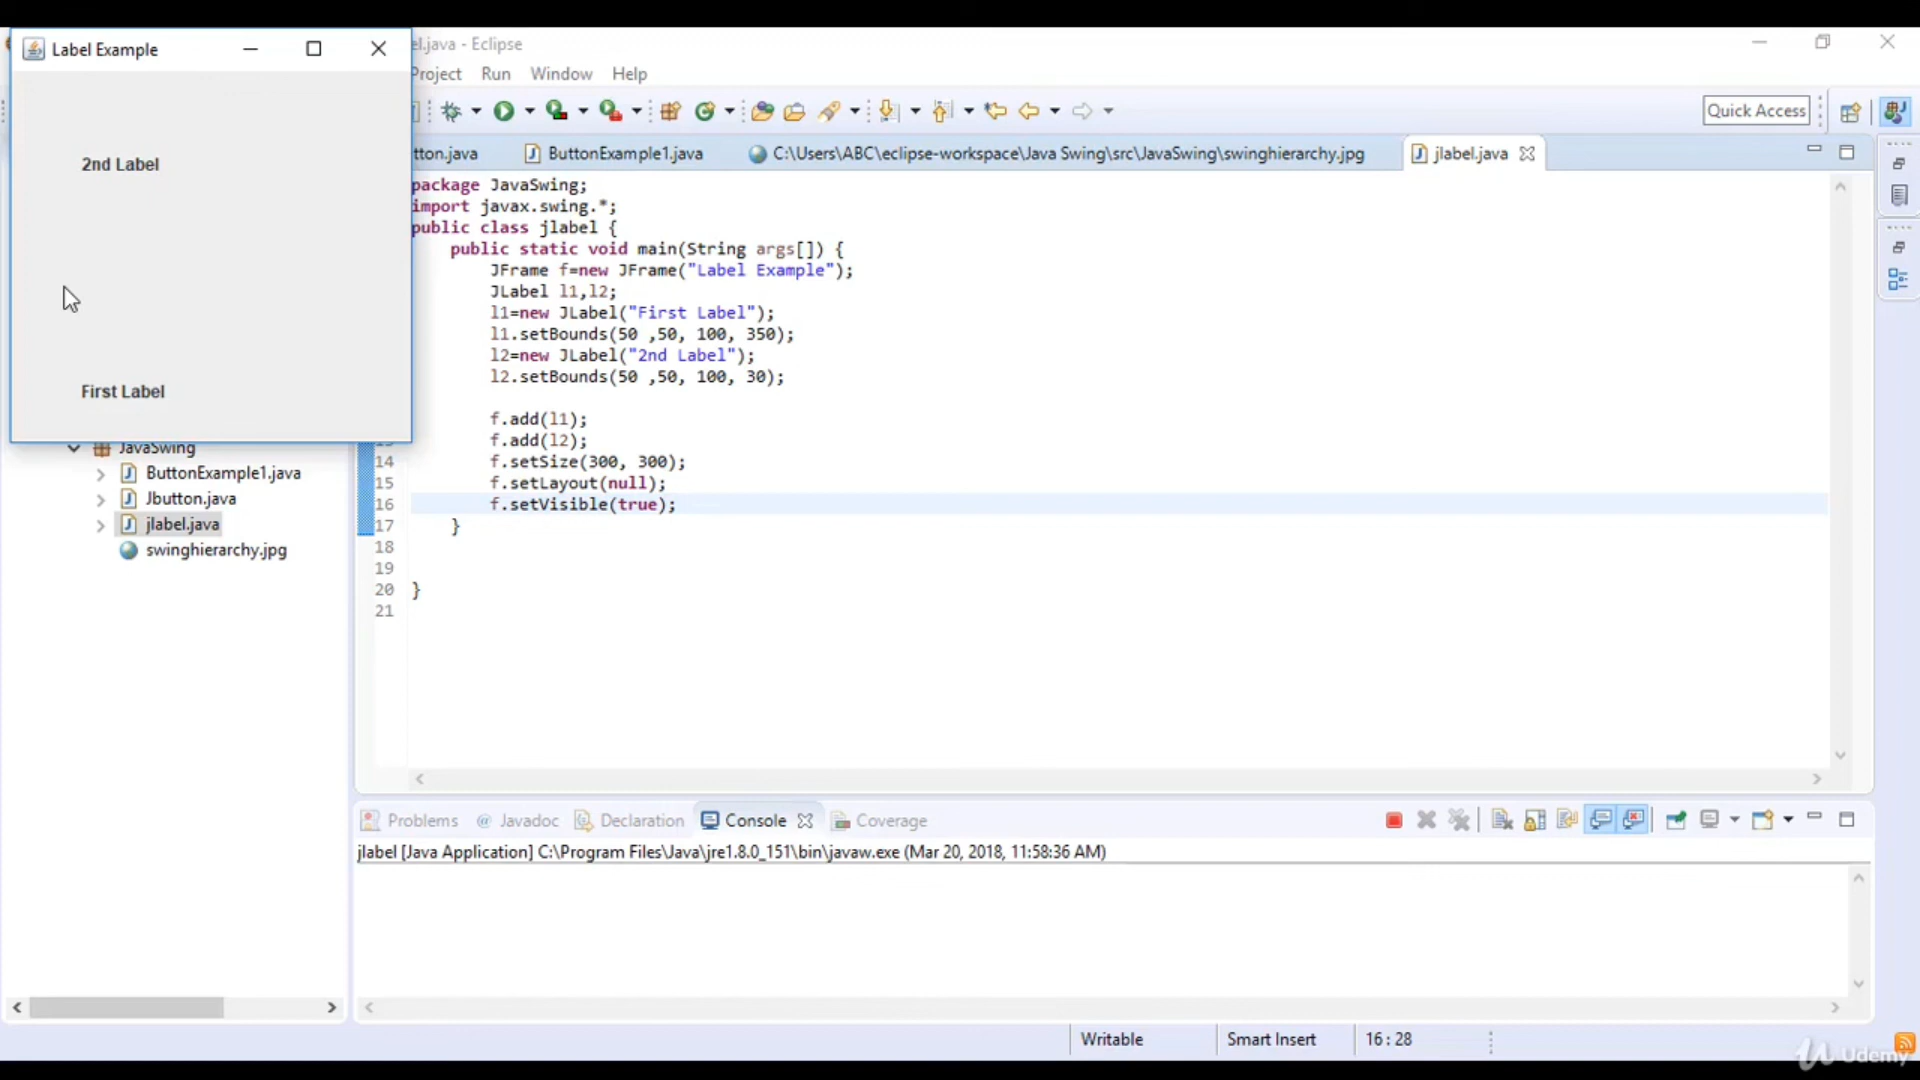 Label Example
2nd Label
First Label
el.java - Eclipse
Project Run Window Help
Quick Access
tton.java
ButtonExample1.java
C:\Users\ABC\eclipse-workspace\Java Swing\src\JavaSwing\swinghierarchy.jpg
jlabel.java
package JavaSwing;
import javax.swing.*;
public class jlabel {
public static void main(String args[]) {
JFrame f=new JFrame("Label Example");
JLabel l1,l2;
l1=new JLabel("First Label");
l1.setBounds(50 ,50, 100, 350);
l2=new JLabel("2nd Label");
l2.setBounds(50 ,50, 100, 30);
f.add(l1);
f.add(l2);
14 f.setSize(300, 300);
15 f.setLayout(null);
16 f.setVisible(true);
17 }
18
19
20 }
21
JavaSwing
ButtonExample1.java
Jbutton.java
jlabel.java
swinghierarchy.jpg
Problems @ Javadoc Declaration Console Coverage
jlabel [Java Application] C:\Program Files\Java\jre1.8.0_151\bin\javaw.exe (Mar 20, 2018, 11:58:36 AM)
Writable Smart Insert 16 : 28
Udemy